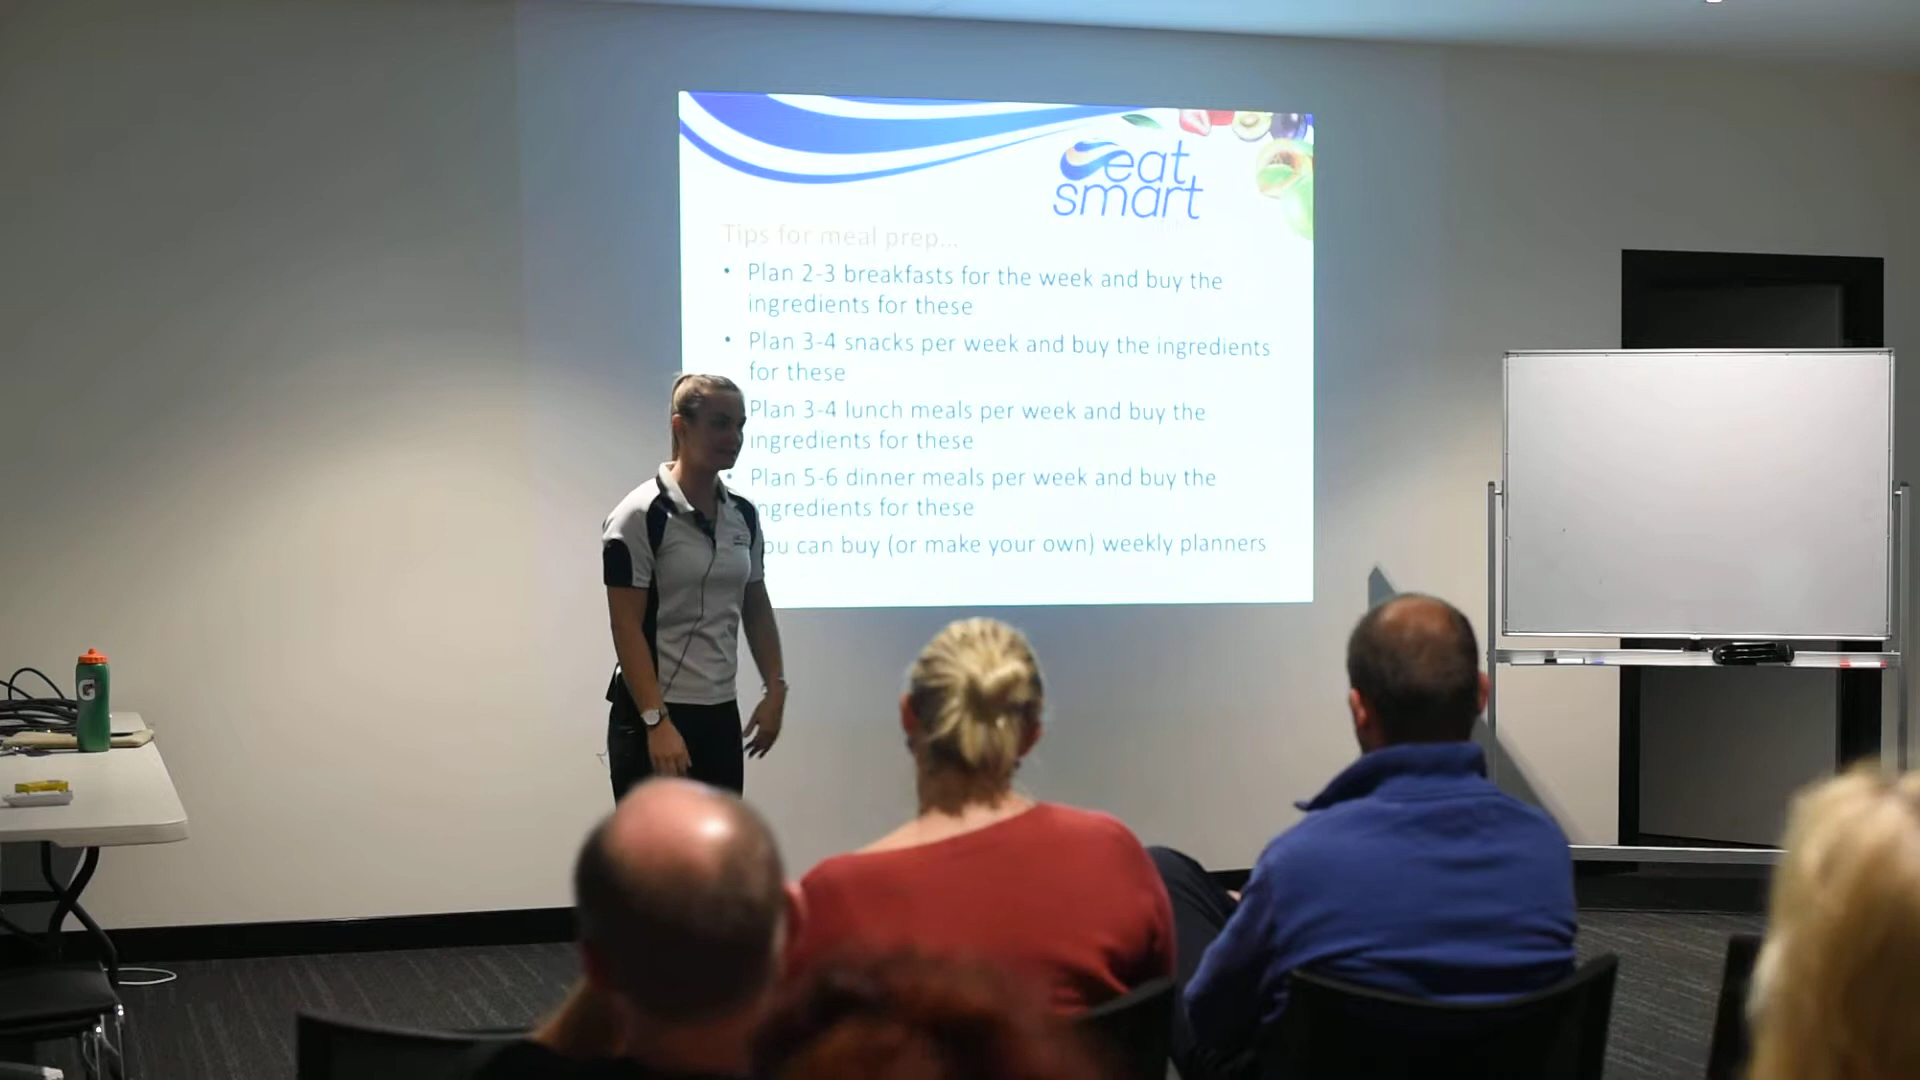 eat
smart
Tips for meal prep...
• Plan 2-3 breakfasts for the week and buy the
ingredients for these
• Plan 3-4 snacks per week and buy the ingredients
for these
Plan 3-4 lunch meals per week and buy the
ingredients for these
• Plan 5-6 dinner meals per week and buy the
ngredients for these
ou can buy (or make your own) weekly planners
G